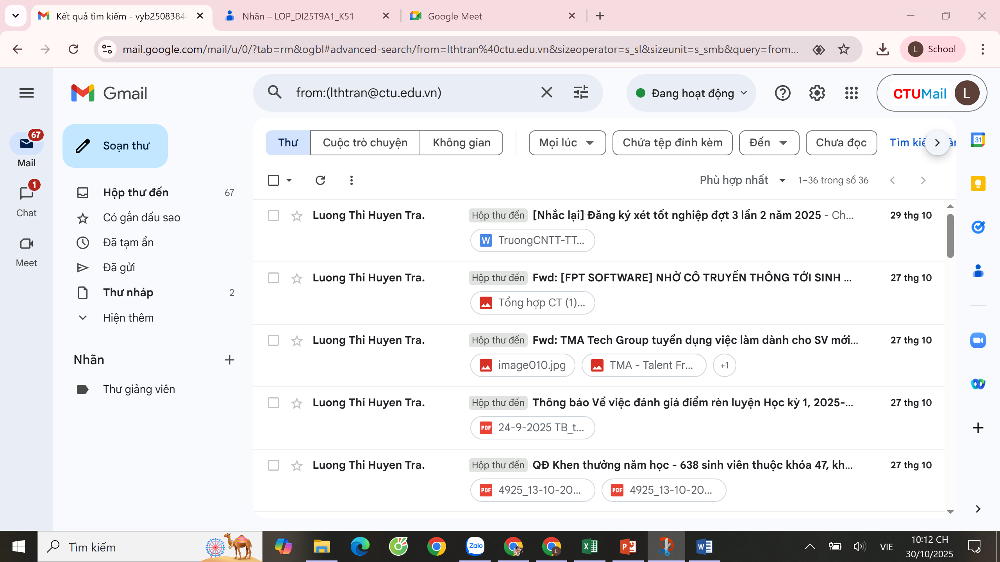 Kết quả tìm kiếm - vyb2508384
Nhãn – LOP_DI25T9A1_K51
Google Meet
mail.google.com/mail/u/0/?tab=rm&ogbl#advanced-search/from=lthtran%40ctu.edu.vn&sizeoperator=s_sl&sizeunit=s_smb&query=from...
L School
Gmail
from:(lthtran@ctu.edu.vn)
Đang hoạt động
CTUMail
L
67
Mail
1
Chat
Meet
Soạn thư
Hộp thư đến 67
Có gắn dấu sao
Đã tạm ẩn
Đã gửi
Thư nháp 2
Hiện thêm
Nhãn
Thư giảng viên
Thư Cuộc trò chuyện Không gian Mọi lúc Chứa tệp đính kèm Đến Chưa đọc Tìm
Phù hợp nhất 1–36 trong số 36
Luong Thi Huyen Tra. Hộp thư đến [Nhắc lại] Đăng ký xét tốt nghiệp đợt 3 lần 2 năm 2025 - Ch... 29 thg 10
W TruongCNTT-TT...
Luong Thi Huyen Tra. Hộp thư đến Fwd: [FPT SOFTWARE] NHỜ CÔ TRUYỀN THÔNG TỚI SINH ... 27 thg 10
Tổng hợp CT (1)...
Luong Thi Huyen Tra. Hộp thư đến Fwd: TMA Tech Group tuyển dụng việc làm dành cho SV mới... 27 thg 10
image010.jpg TMA - Talent Fr... +1
Luong Thi Huyen Tra. Hộp thư đến Thông báo Về việc đánh giá điểm rèn luyện Học kỳ 1, 2025-... 27 thg 10
PDF 24-9-2025 TB_t...
Luong Thi Huyen Tra. Hộp thư đến QĐ Khen thưởng năm học - 638 sinh viên thuộc khóa 47, kh... 27 thg 10
PDF 4925_13-10-20... PDF 4925_13-10-20...
31
Tìm kiếm
Zalo
L
VIE
10:12 CH
30/10/2025